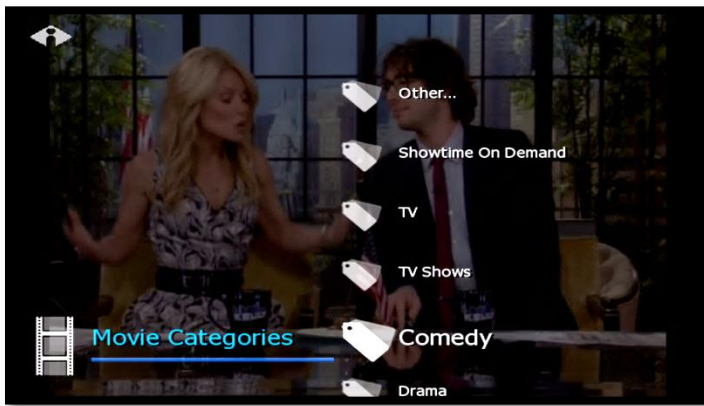 Other...
Showtime On Demand
TV
TV Shows
Movie Categories
Comedy
Drama